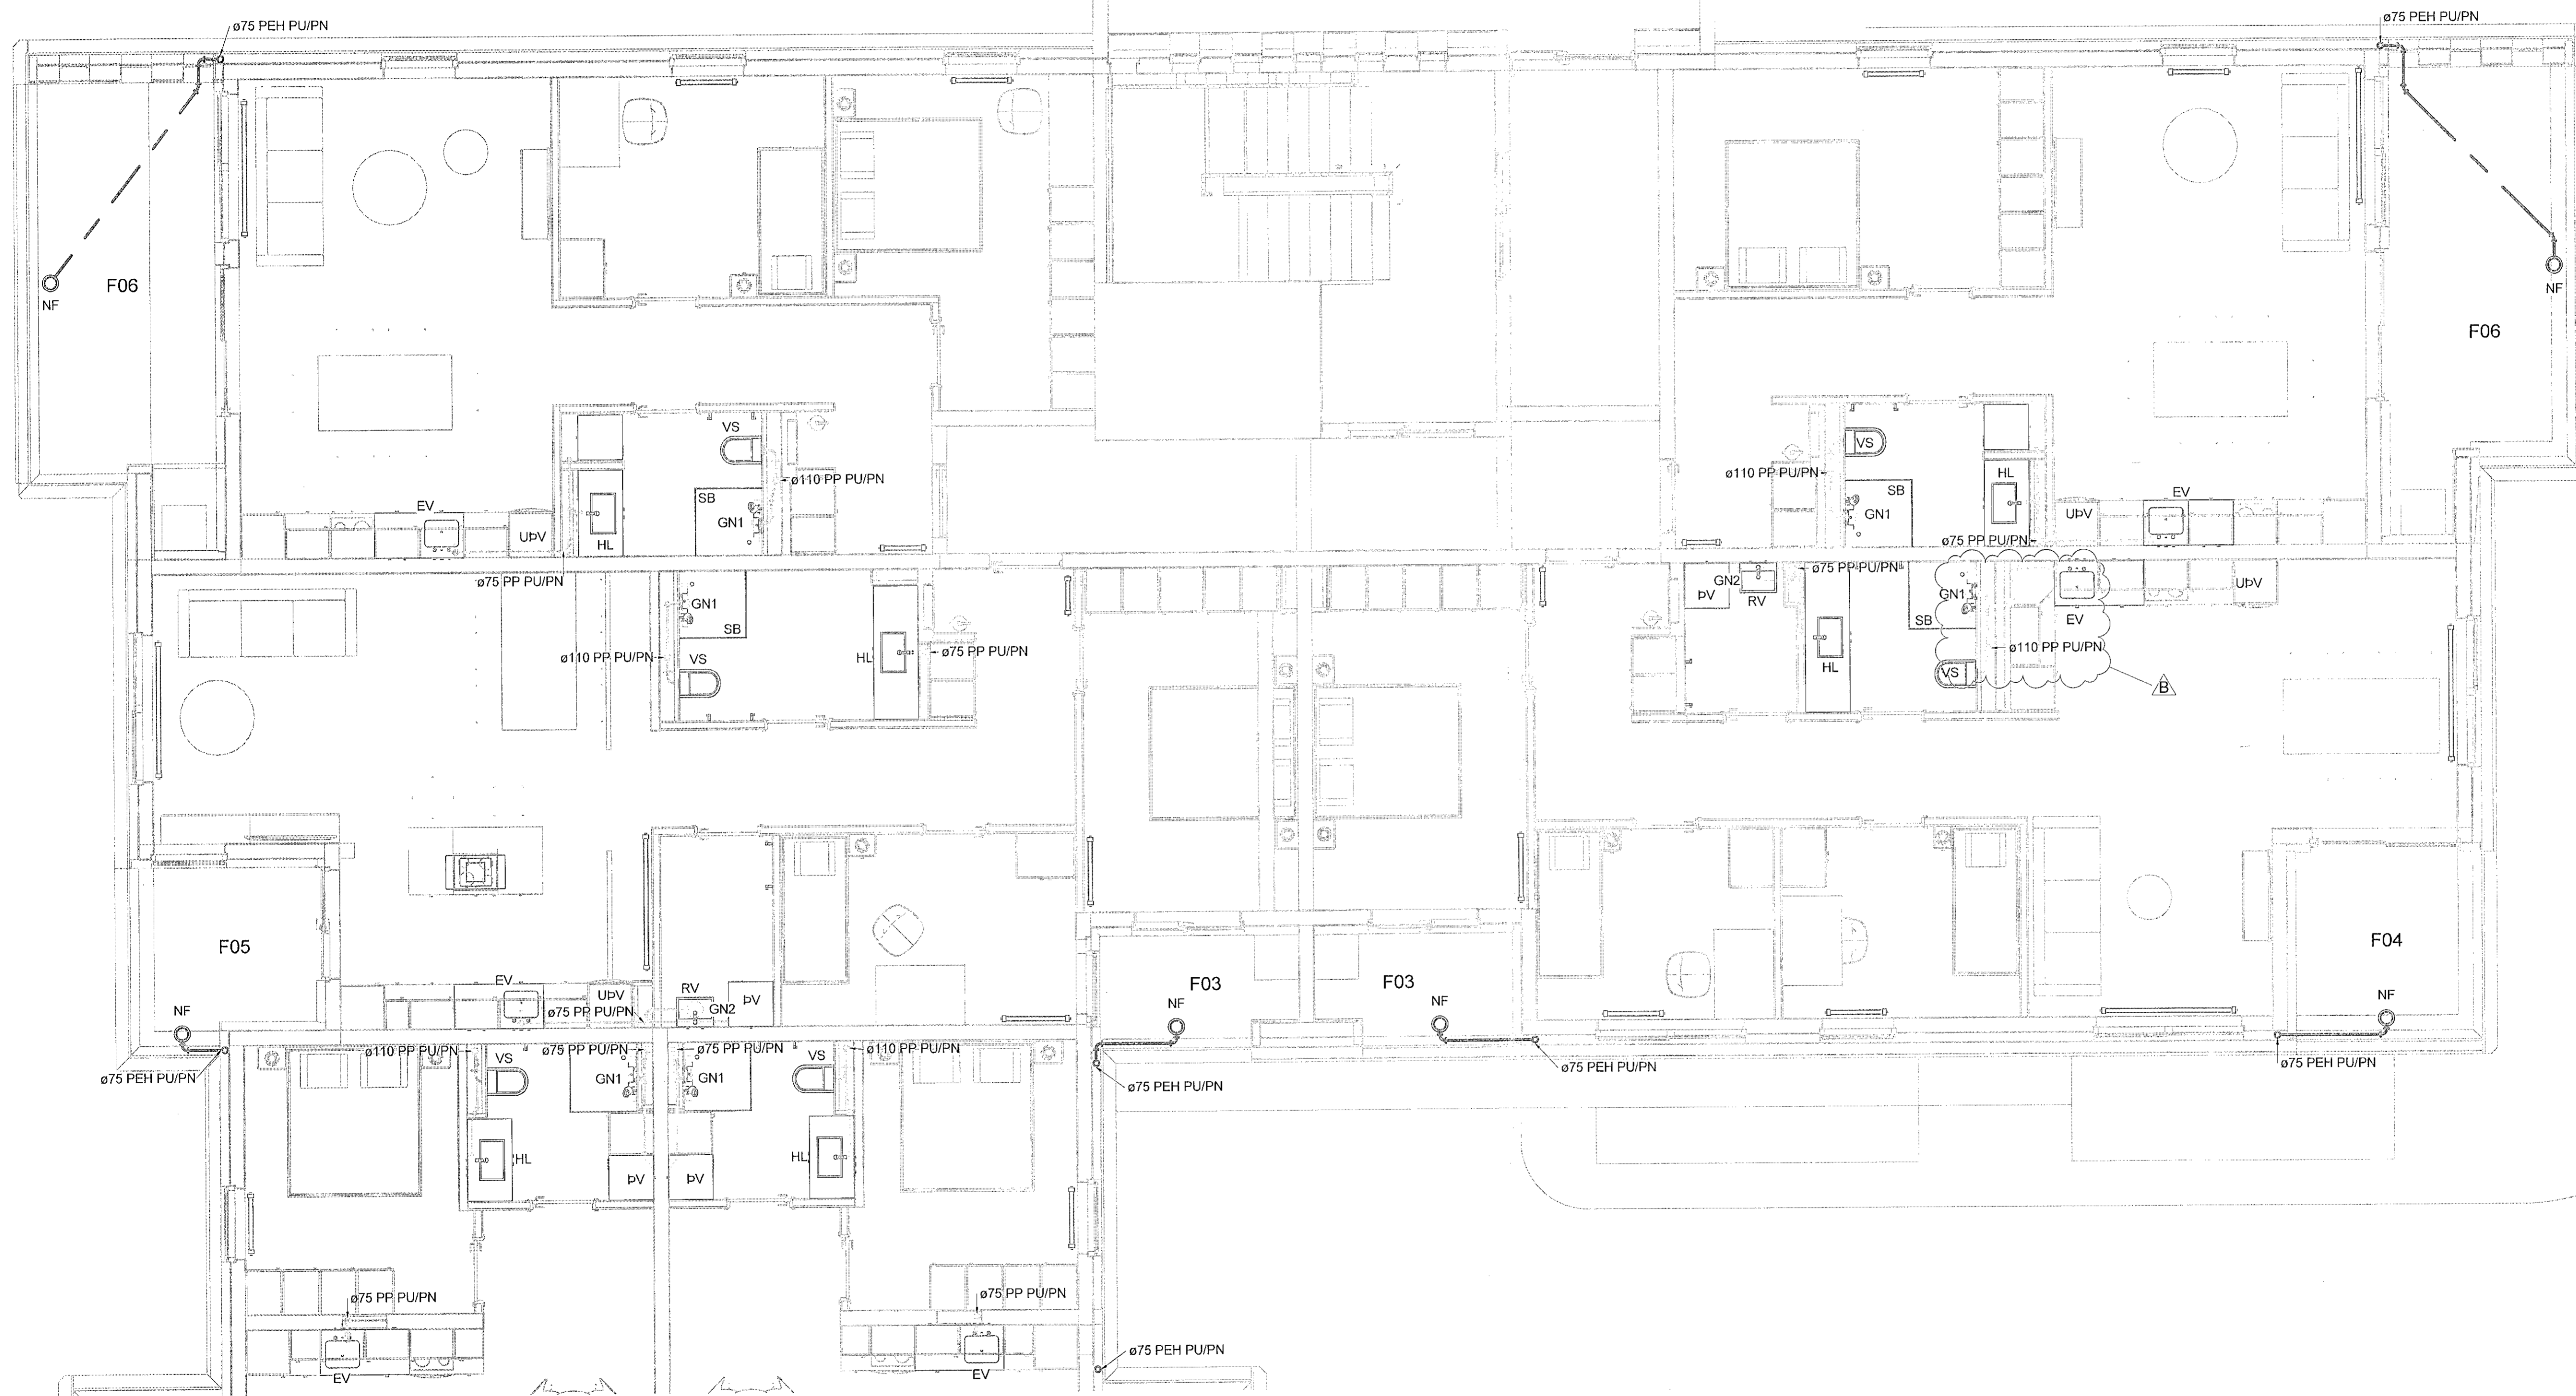 ø75 PEH PU/PN
ø75 PEH PU/PN
F06
NF
NF
F06
VS
ø110 PP PU/PN
SB
GN1
EV
UÞV
HL
ø75 PP PU/PN
VS
ø110 PP PU/PN
SB
GN1
HL
UÞV
EV
ø75 PP PU/PN
GN1
SB
ø110 PP PU/PN
VS
HL
ø75 PP PU/PN
GN2
ÞV
RV
ø75 PP PU/PN
GN1
SB
HL
VS
EV
UÞV
ø110 PP PU/PN
B
F05
NF
ø75 PEH PU/PN
EV
UÞV
ø75 PP PU/PN
RV
GN2
ÞV
F03
NF
F03
NF
F04
NF
ø75 PEH PU/PN
ø75 PEH PU/PN
ø75 PEH PU/PN
ø110 PP PU/PN
VS
ø75 PP PU/PN
GN1
HL
ÞV
ø75 PP PU/PN
GN1
VS
ø110 PP PU/PN
HL
ÞV
ø75 PP PU/PN
EV
ø75 PP PU/PN
EV
ø75 PEH PU/PN